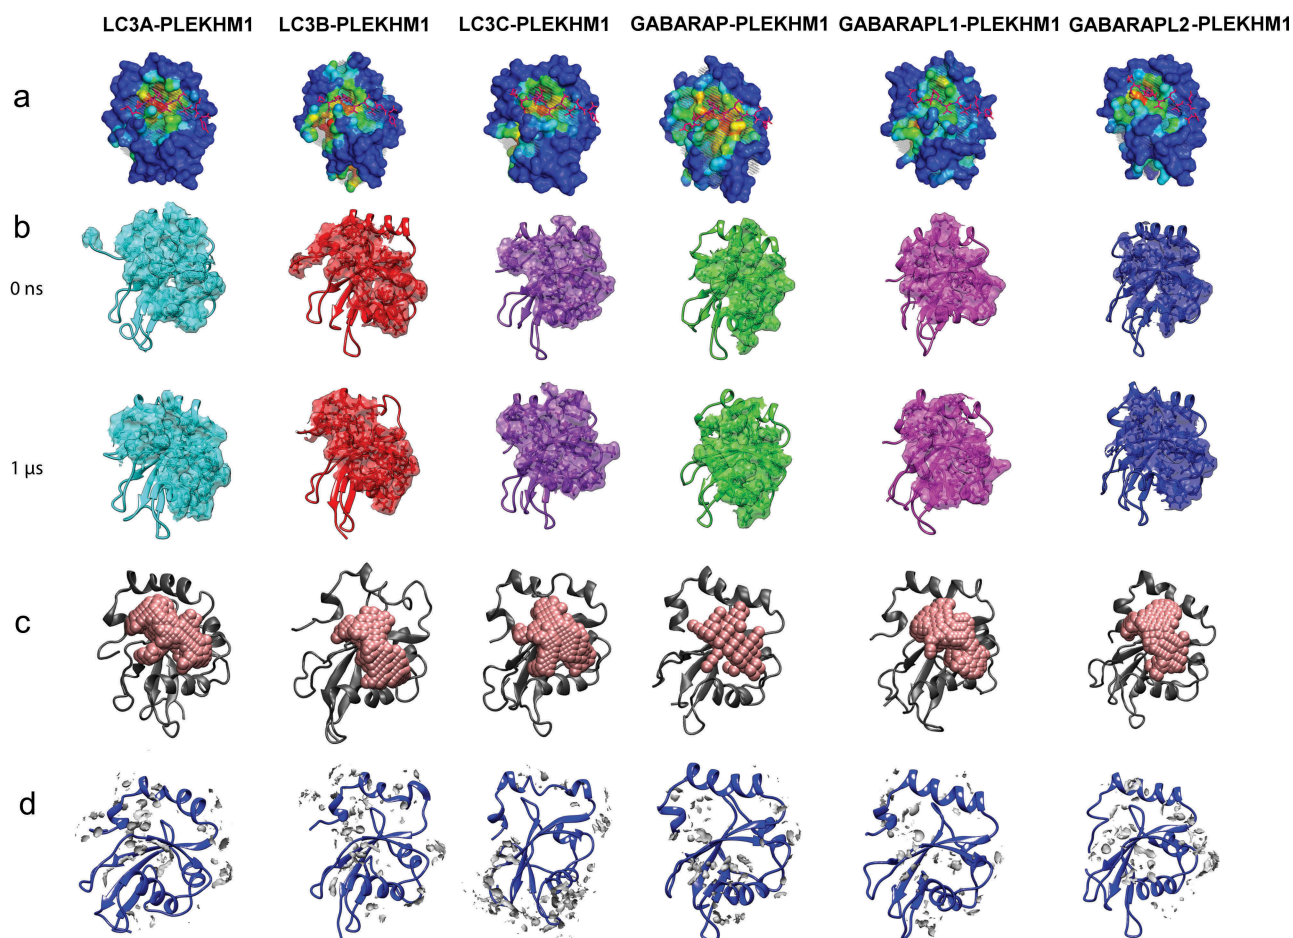 LC3A-PLEKHM1 LC3B-PLEKHM1 LC3C-PLEKHM1 GABARAP-PLEKHM1 GABARAPL1-PLEKHM1 GABARAPL2-PLEKHM1
a
b
0 ns
1 µs
c
d